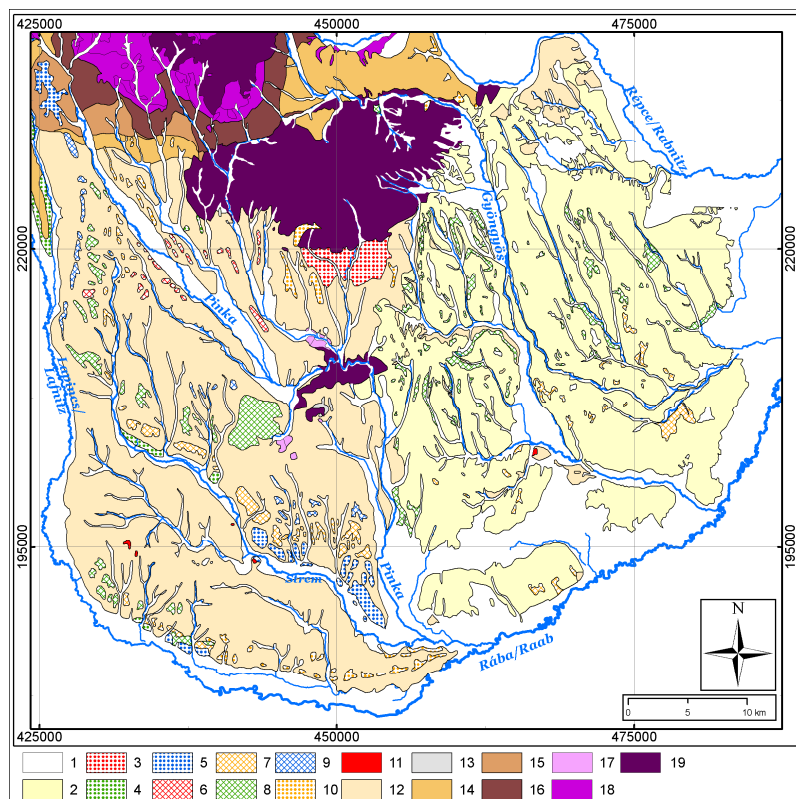 425000 450000 475000
Répce/Rabnitz
Gyöngyös
220000 220000
Pinka
Lapincs/
Lafnitz
195000 195000
Strem
Pinka
Rába/Raab
N
0 5 10 km
425000 450000 475000
1 3 5 7 9 11 13 15 17 19
2 4 6 8 10 12 14 16 18